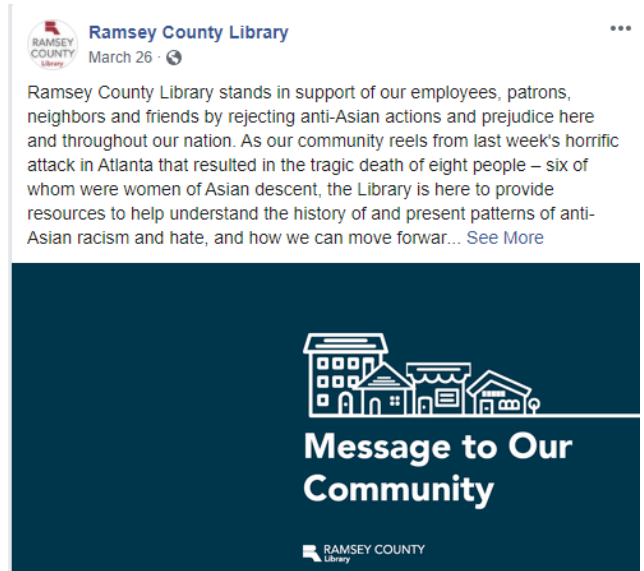 RAMSEY
COUNTY
Library
Ramsey County Library
March 26 ·
Ramsey County Library stands in support of our employees, patrons,
neighbors and friends by rejecting anti-Asian actions and prejudice here
and throughout our nation. As our community reels from last week's horrific
attack in Atlanta that resulted in the tragic death of eight people – six of
whom were women of Asian descent, the Library is here to provide
resources to help understand the history of and present patterns of anti-
Asian racism and hate, and how we can move forwar... See More
Message to Our
Community
RAMSEY COUNTY
Library